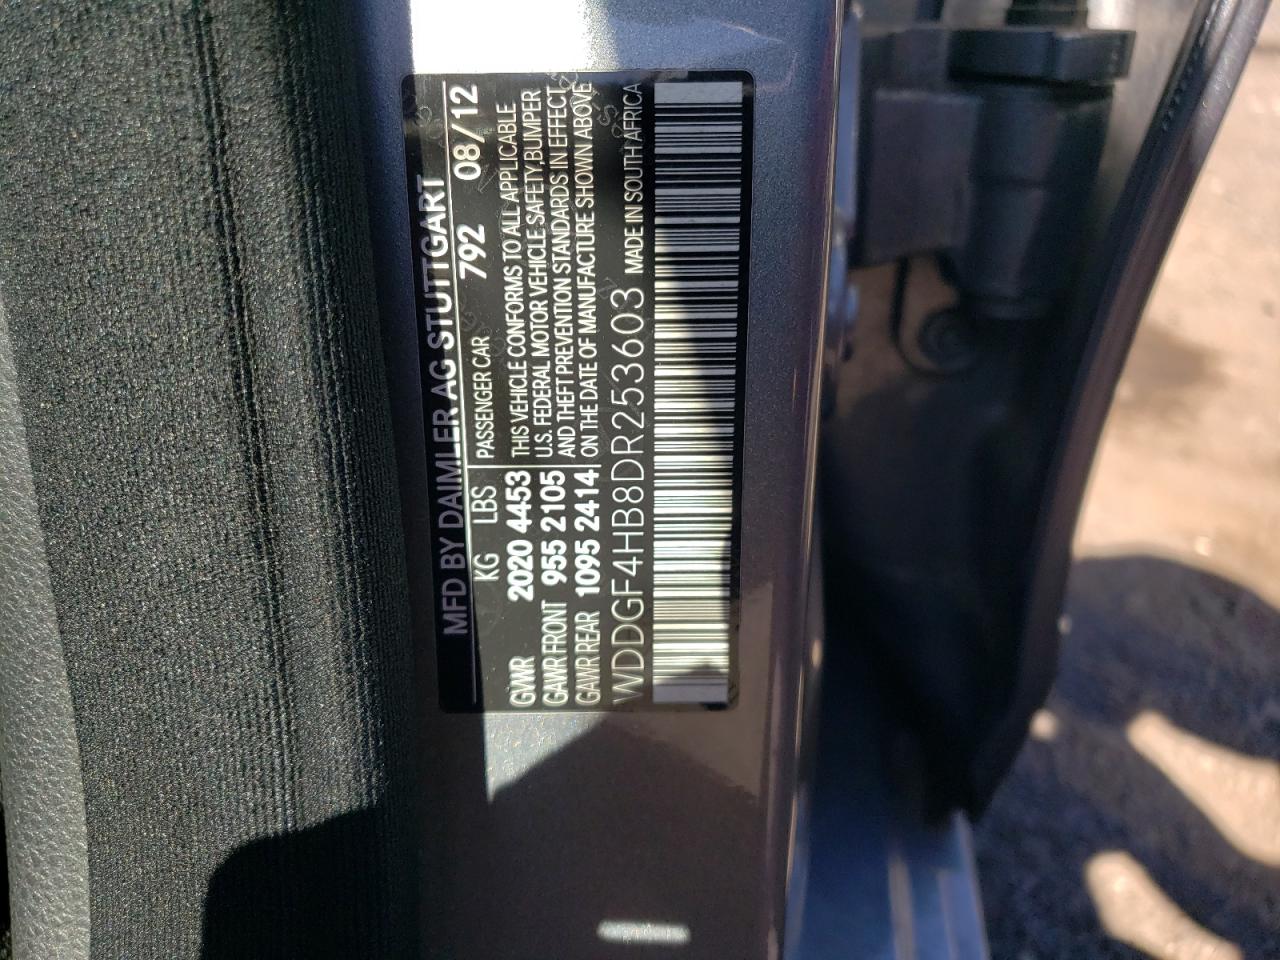 MFD BY DAIMLER AG STUTTGART
KG LBS PASSENGER CAR 792 08/12
GVWR 2020 4453 THIS VEHICLE CONFORMS TO ALL APPLICABLE
GAWR FRONT 955 2105 U.S. FEDERAL MOTOR VEHICLE SAFETY, BUMPER
AND THEFT PREVENTION STANDARDS IN EFFECT
GAWR REAR 1095 2414 ON THE DATE OF MANUFACTURE SHOWN ABOVE
WDDGF4HB8DR253603 MADE IN SOUTH AFRICA